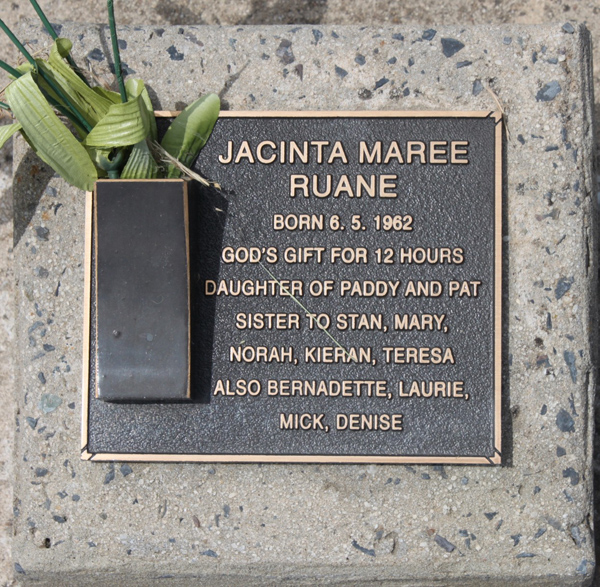 JACINTA MAREE
RUANE
BORN 6. 5. 1962
GOD'S GIFT FOR 12 HOURS
DAUGHTER OF PADDY AND PAT
SISTER TO STAN, MARY,
NORAH, KIERAN, TERESA
ALSO BERNADETTE, LAURIE,
MICK, DENISE